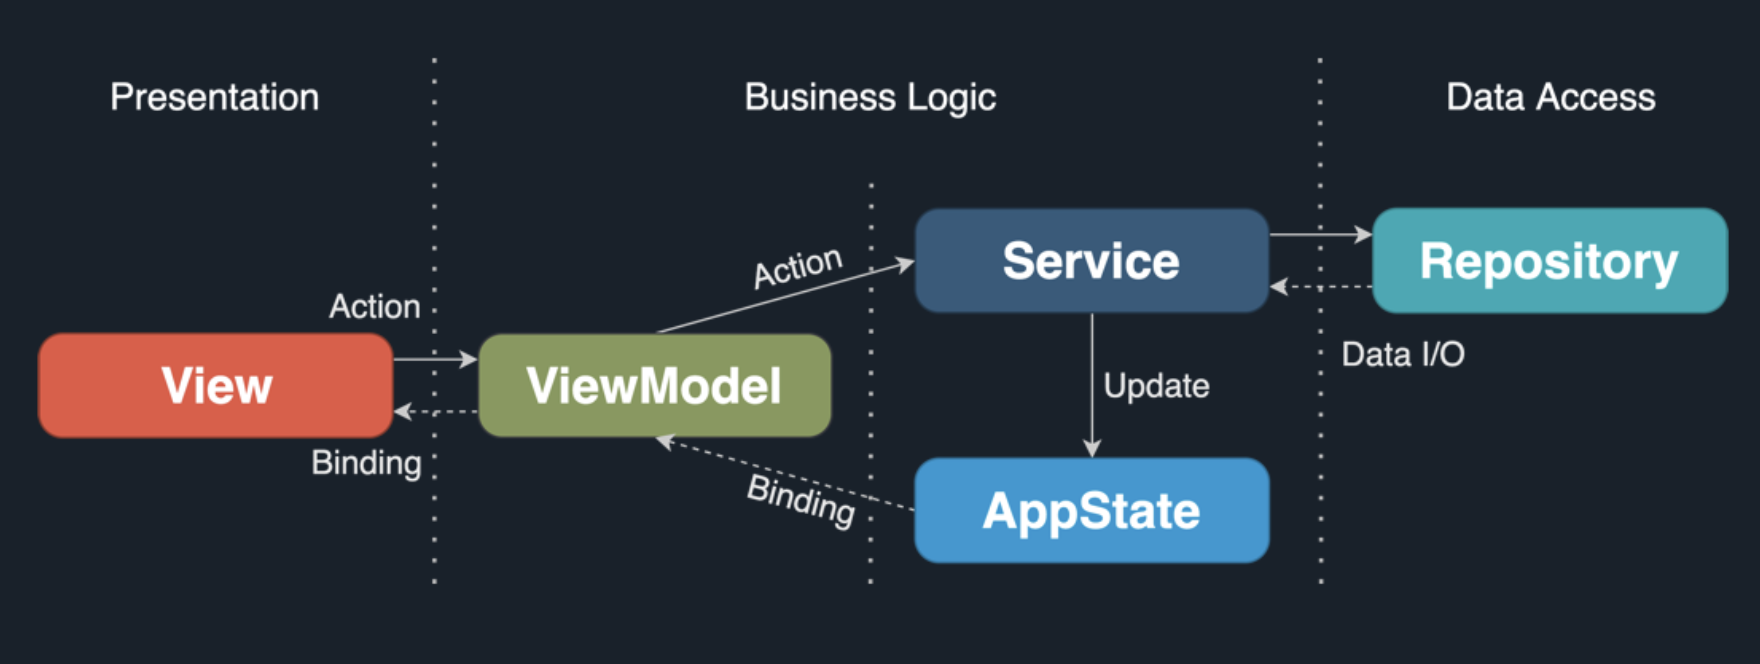 Presentation
Business Logic
Data Access
Action
View
Binding
ViewModel
Action
Binding
Service
Update
AppState
Repository
Data I/O